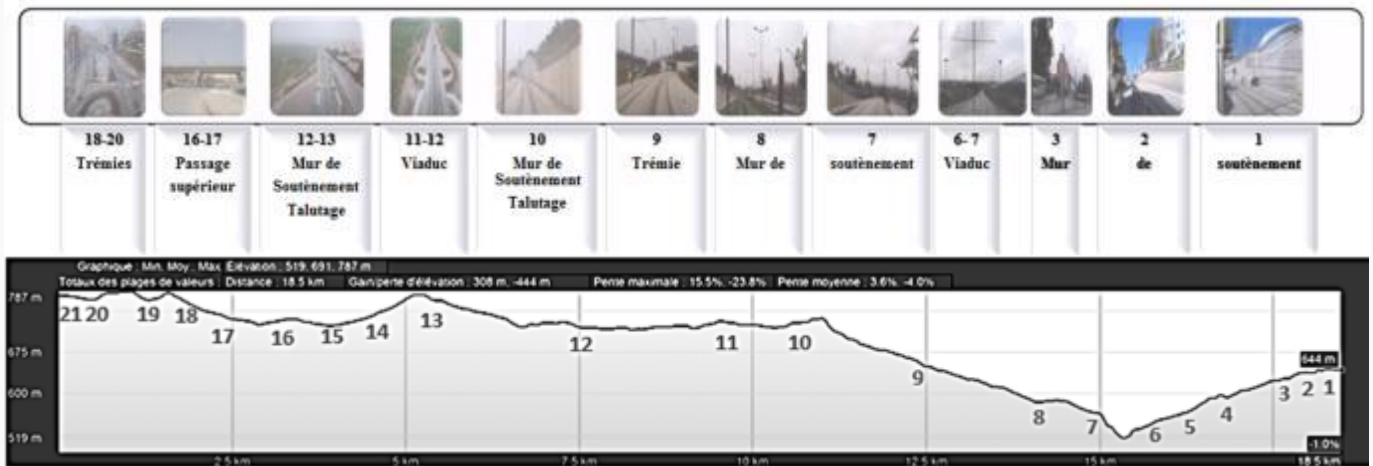 18-20
Trémies
16-17
Passage
supérieur
12-13
Mur de
Soutènement
Talutage
11-12
Viaduc
10
Mur de
Soutènement
Talutage
9
Trémie
8
Mur de
7
soutènement
6- 7
Viaduc
3
Mur
2
de
1
soutènement
Graphique : Min, Moy , Max Élévation : 519, 691, 787 m
Totaux des plages de valeurs : Distance : 18.5 km Gain/perte d'élévation : 308 m, -444 m Pente maximale : 15.5%, -23.8% Pente moyenne : 3.6%, -4.0%
787 m
675 m
600 m
519 m
21 20 19 18 17 16 15 14 13 12 11 10 9 8 7 6 5 4 3 2 1
644 m
-1.0%
2.5 km 5 km 7.5 km 10 km 12.5 km 15 km 18.5 km